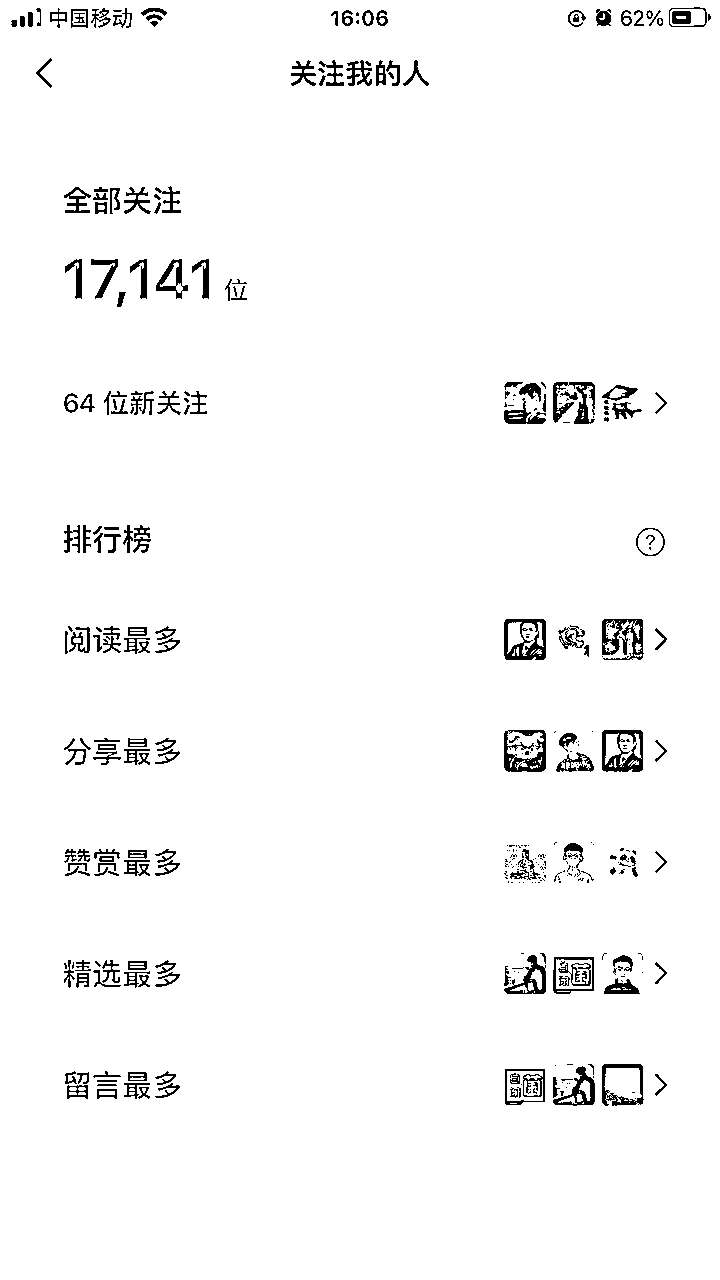 中国移动 16:06 62%
关注我的人
全部关注
17,141 位
64 位新关注
排行榜 ?
阅读最多
分享最多
赞赏最多
精选最多
留言最多